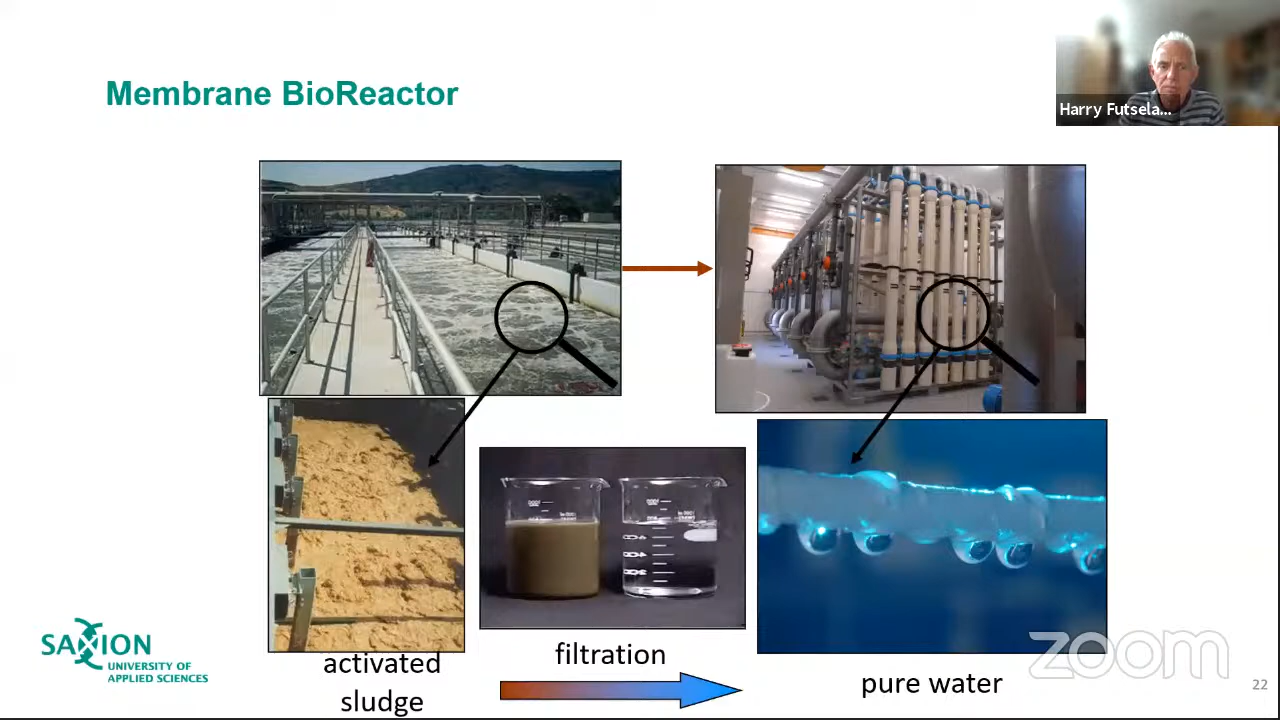 Membrane BioReactor
Harry Futsela...
activated
sludge
filtration
pure water
SAXION
UNIVERSITY OF
APPLIED SCIENCES
zoom
22